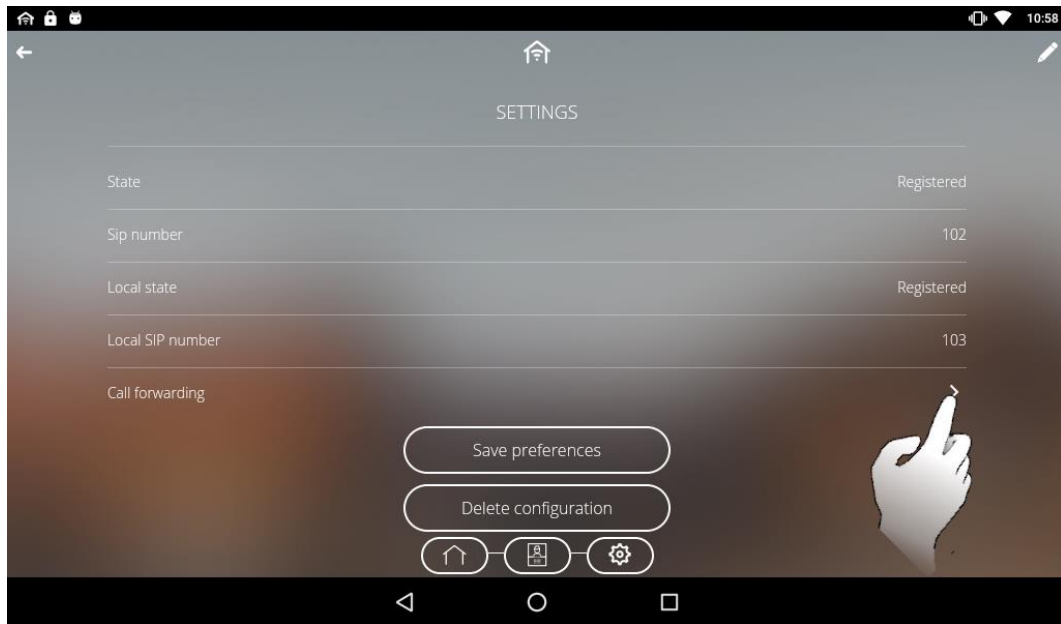 10:58
SETTINGS
State Registered
Sip number 102
Local state Registered
Local SIP number 103
Call forwarding
Save preferences
Delete configuration